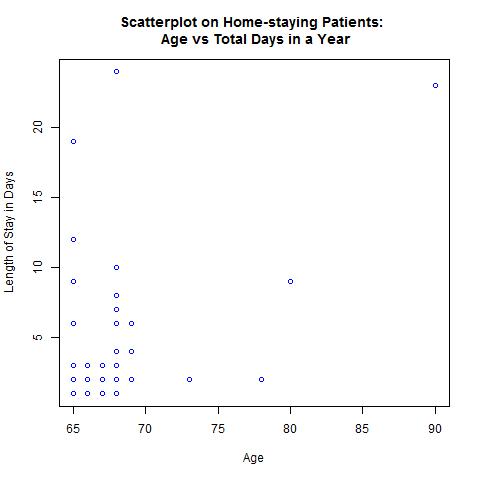 Scatterplot on Home-staying Patients:
Age vs Total Days in a Year
Length of Stay in Days
20
15
10
5
65 70 75 80 85 90
Age